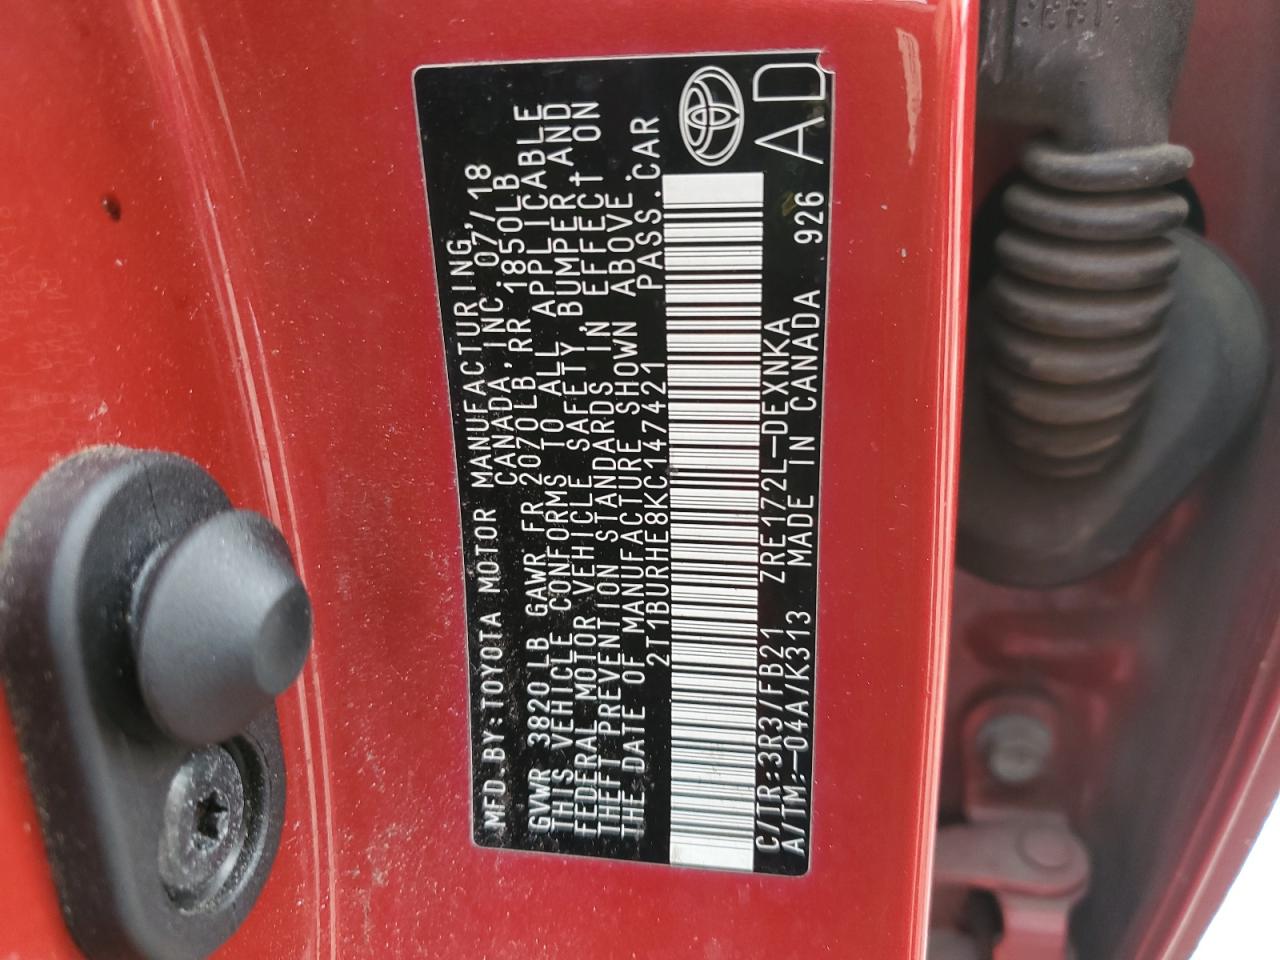 MFD.BY:TOYOTA MOTOR MANUFACTURING,
CANADA,INC. 07/18
GVWR 3820LB GAWR FR 2070LB,RR 1850LB
THIS VEHICLE CONFORMS TO ALL APPLICABLE
FEDERAL MOTOR VEHICLE SAFETY,BUMPER,AND
THEFT PREVENTION STANDARDS IN EFFECT ON
THE DATE OF MANUFACTURE SHOWN ABOVE.
2T1BURHE8KC147421 PASS.CAR
C/TR:3R3/FB21 ZRE172L-DEXNKA
A/TM:-04A/K313 MADE IN CANADA 926
AD